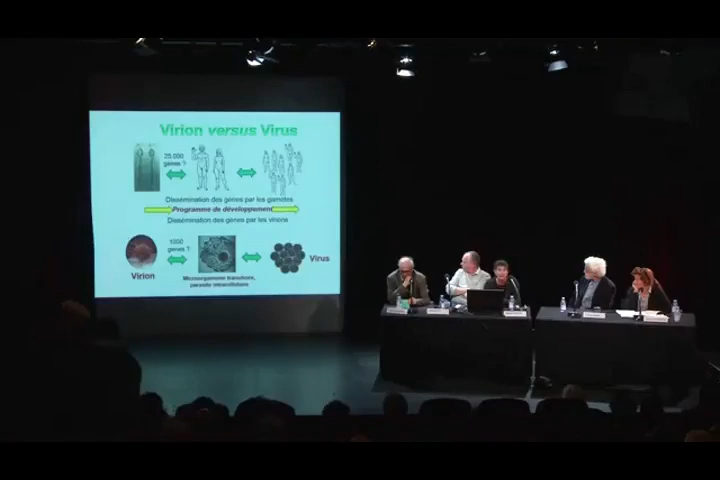 Virion versus Virus
25.000
gènes ?
Dissémination des gènes par les gamètes
Programme de développement
Dissémination des gènes par les virions
1000
gènes ?
Virion
Virus
Microorganisme transitoire,
parasite intracellulaire